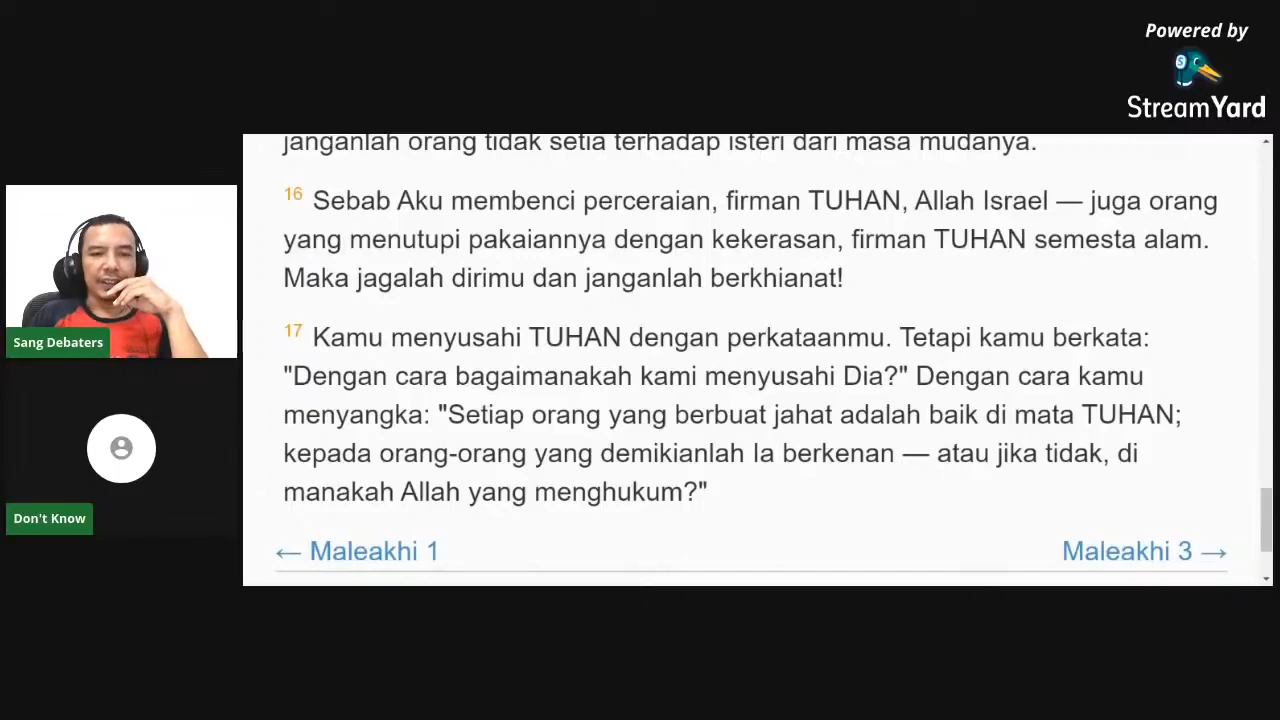 Powered by
StreamYard
janganlah orang tidak setia terhadap isteri dari masa mudanya.
16 Sebab Aku membenci perceraian, firman TUHAN, Allah Israel — juga orang
yang menutupi pakaiannya dengan kekerasan, firman TUHAN semesta alam.
Maka jagalah dirimu dan janganlah berkhianat!
17 Kamu menyusahi TUHAN dengan perkataanmu. Tetapi kamu berkata:
"Dengan cara bagaimanakah kami menyusahi Dia?" Dengan cara kamu
menyangka: "Setiap orang yang berbuat jahat adalah baik di mata TUHAN;
kepada orang-orang yang demikianlah Ia berkenan — atau jika tidak, di
manakah Allah yang menghukum?"
← Maleakhi 1
Maleakhi 3 →
Sang Debaters
Don't Know